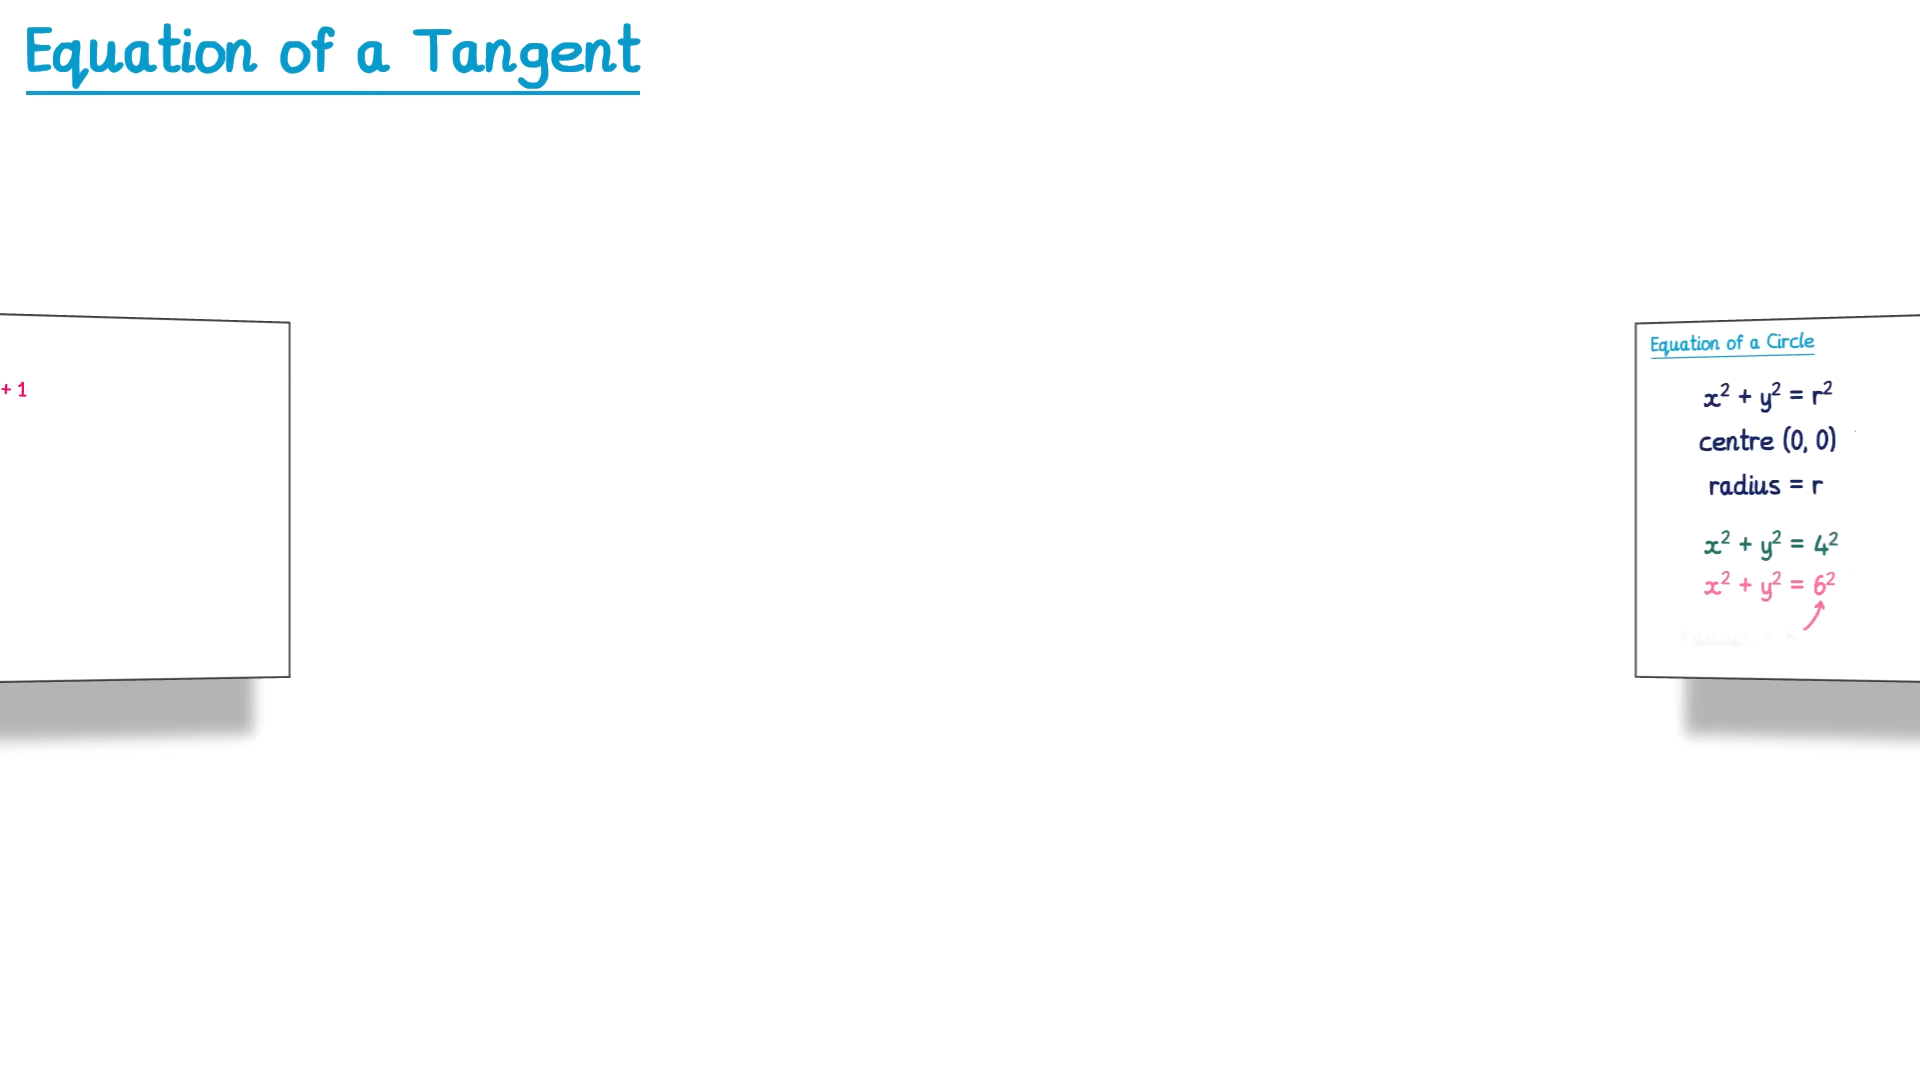 Equation of a Tangent
+ 1
Equation of a Circle
x² + y² = r²
centre (0, 0)
radius = r
x² + y² = 4²
x² + y² = 6²